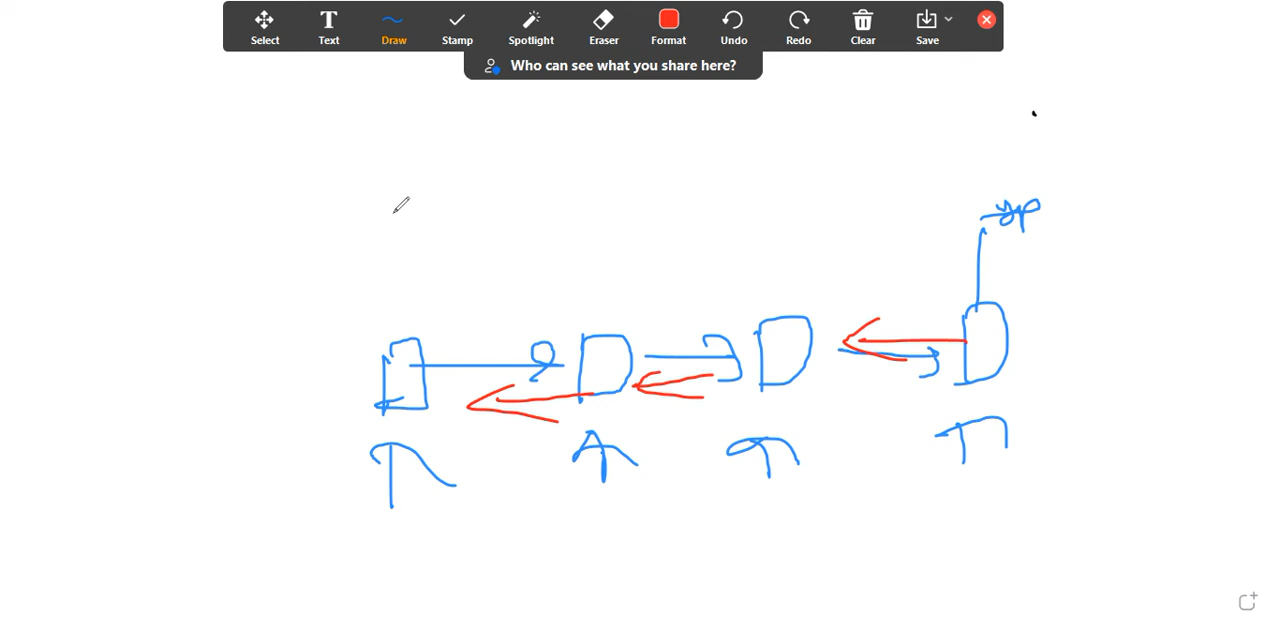 Select Text Draw Stamp Spotlight Eraser Format Undo Redo Clear Save
Who can see what you share here?